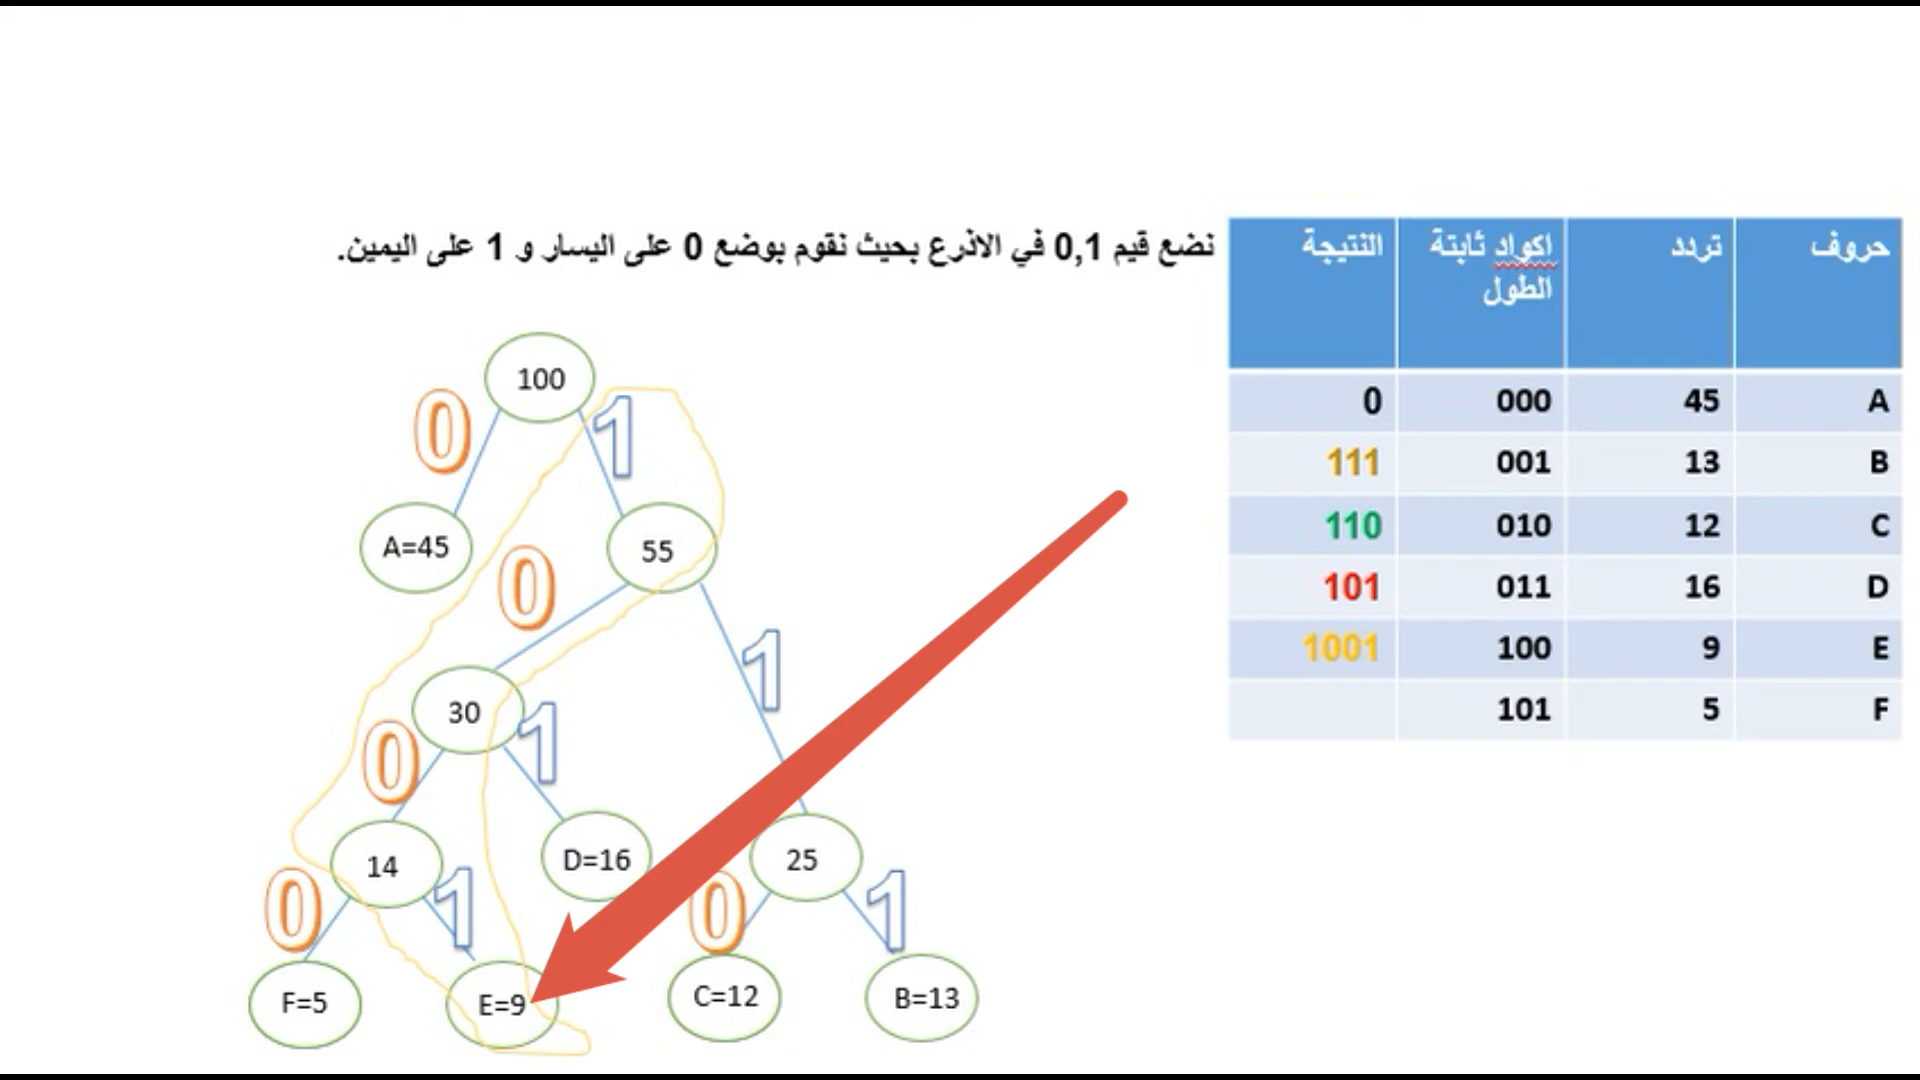 نضع قيم 0,1 في الاذرع بحيث نقوم بوضع 0 على اليسار و 1 على اليمين.
حروف تردد اكواد ثابتة الطول النتيجة
A 45 000 0
B 13 001 111
C 12 010 110
D 16 011 101
E 9 100 1001
F 5 101
100
0 1
A=45 55
0 1
30
0 1
14 D=16 25
0 1 0 1
F=5 E=9 C=12 B=13